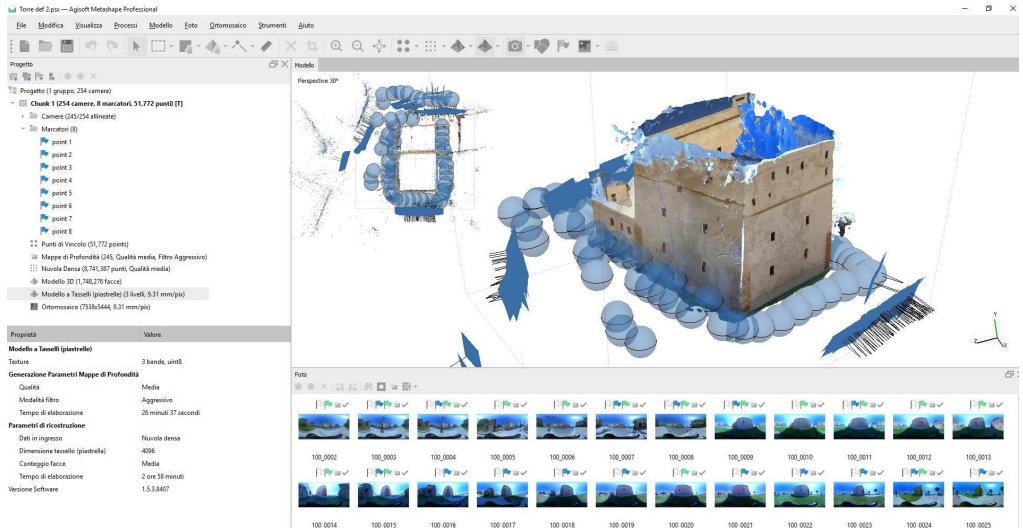 Torre def 2.psx — Agisoft Metashape Professional
File Modifica Visualizza Processi Modello Foto Ortomosaico Strumenti Aiuto
Progetto
Progetto (1 gruppo, 254 camere)
Chunk 1 (254 camere, 8 marcatori, 51,772 punti) [T]
Camere (245/254 allineate)
Marcatori (8)
point 1
point 2
point 3
point 4
point 5
point 6
point 7
point 8
Punti di Vincolo (51,772 points)
Mappe di Profondità (245, Qualità media, Filtro Aggressivo)
Nuvola Densa (8,741,387 punti, Qualità media)
Modello 3D (1,748,276 facce)
Modello a Tasselli (piastrelle) (3 livelli, 9.31 mm/pix)
Ortomosaico (7538x5444, 9.31 mm/pix)
Proprietà Valore
Modello a Tasselli (piastrelle)
Texture 3 bande, uint8
Generazione Parametri Mappe di Profondità
Qualità Media
Modalità filtro Aggressivo
Tempo di elaborazione 26 minuti 37 secondi
Parametri di ricostruzione
Dati in ingresso Nuvola densa
Dimensione tassello (piastrella) 4096
Conteggio facce Media
Tempo di elaborazione 2 ore 58 minuti
Versione Software 1.5.3.8407
Modello
Perspective 30°
Y
Z
X
Foto
100_0002 100_0003 100_0004 100_0005 100_0006 100_0007 100_0008 100_0009 100_0010 100_0011 100_0012 100_0013
100_0014 100_0015 100_0016 100_0017 100_0018 100_0019 100_0020 100_0021 100_0022 100_0023 100_0024 100_0025